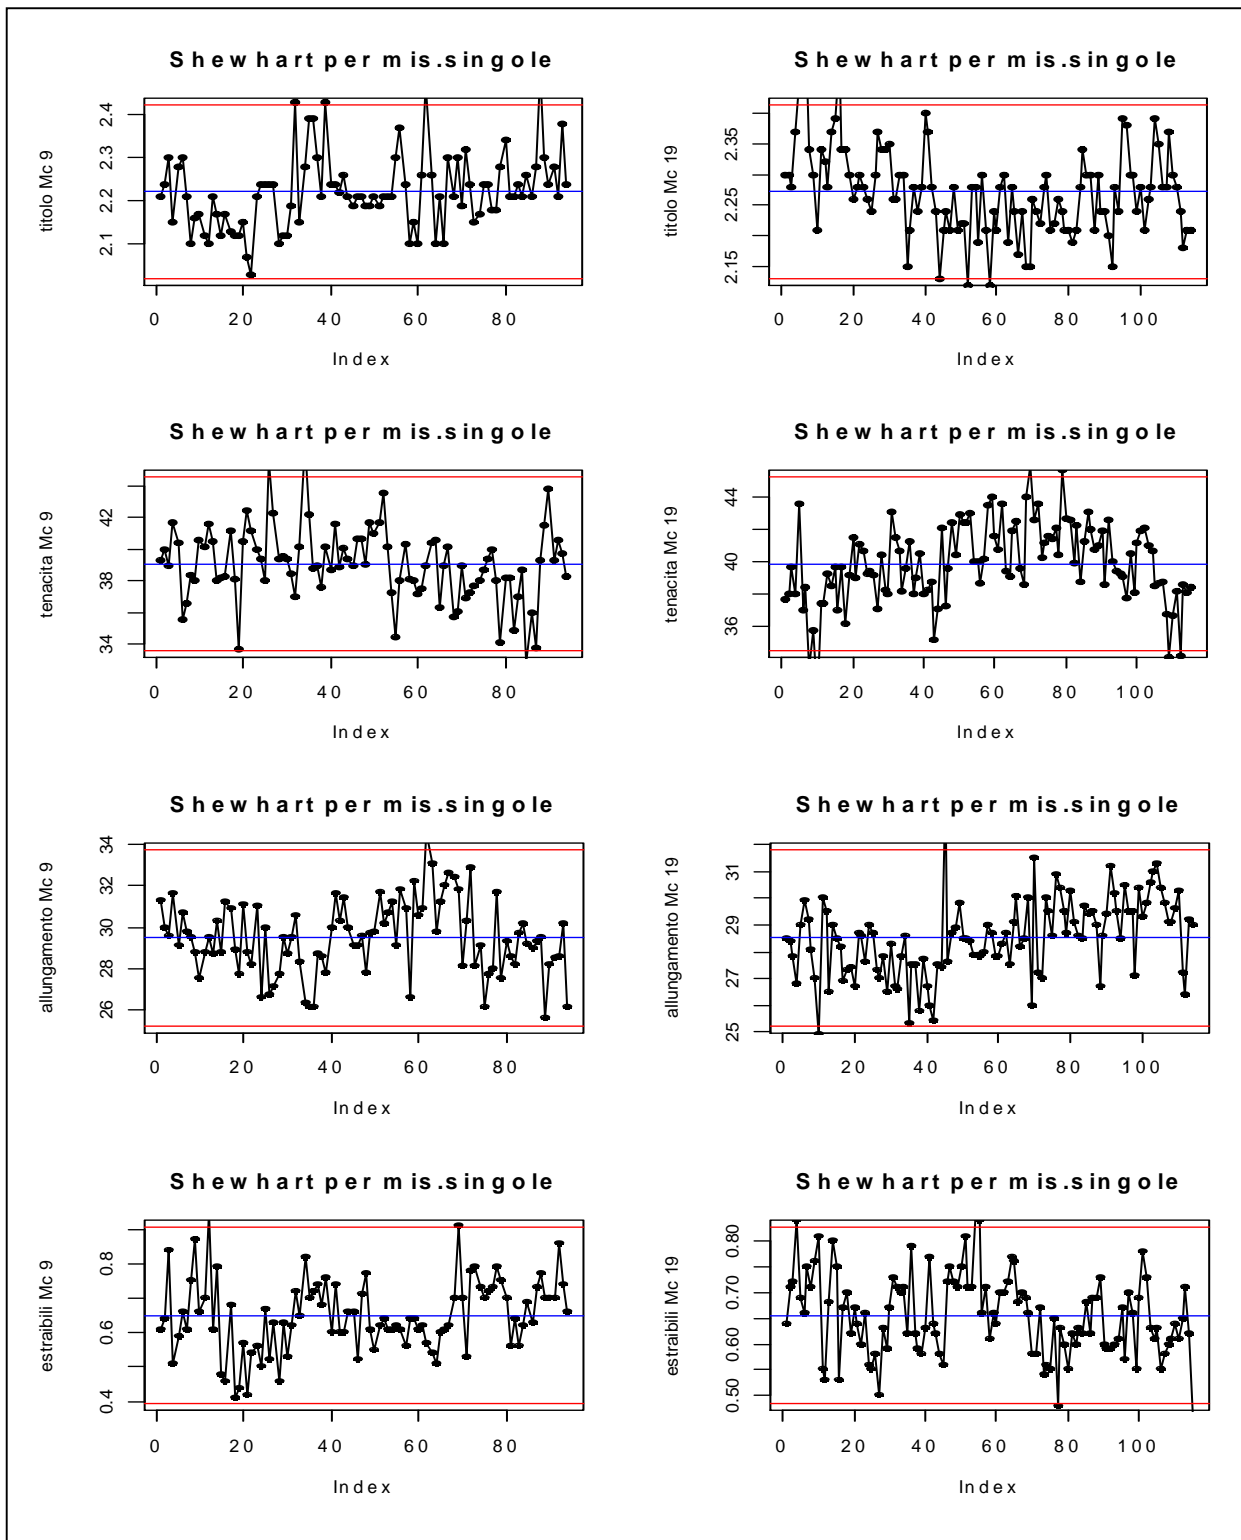 Shewhart per mis.singole
titolo Mc 9
2.1 2.2 2.3 2.4
0 20 40 60 80
Index
Shewhart per mis.singole
titolo Mc 19
2.15 2.25 2.35
0 20 40 60 80 100
Index
Shewhart per mis.singole
tenacita Mc 9
34 38 42
0 20 40 60 80
Index
Shewhart per mis.singole
tenacita Mc 19
36 40 44
0 20 40 60 80 100
Index
Shewhart per mis.singole
allungamento Mc 9
26 28 30 32 34
0 20 40 60 80
Index
Shewhart per mis.singole
allungamento Mc 19
25 27 29 31
0 20 40 60 80 100
Index
Shewhart per mis.singole
estraibili Mc 9
0.4 0.6 0.8
0 20 40 60 80
Index
Shewhart per mis.singole
estraibili Mc 19
0.50 0.60 0.70 0.80
0 20 40 60 80 100
Index